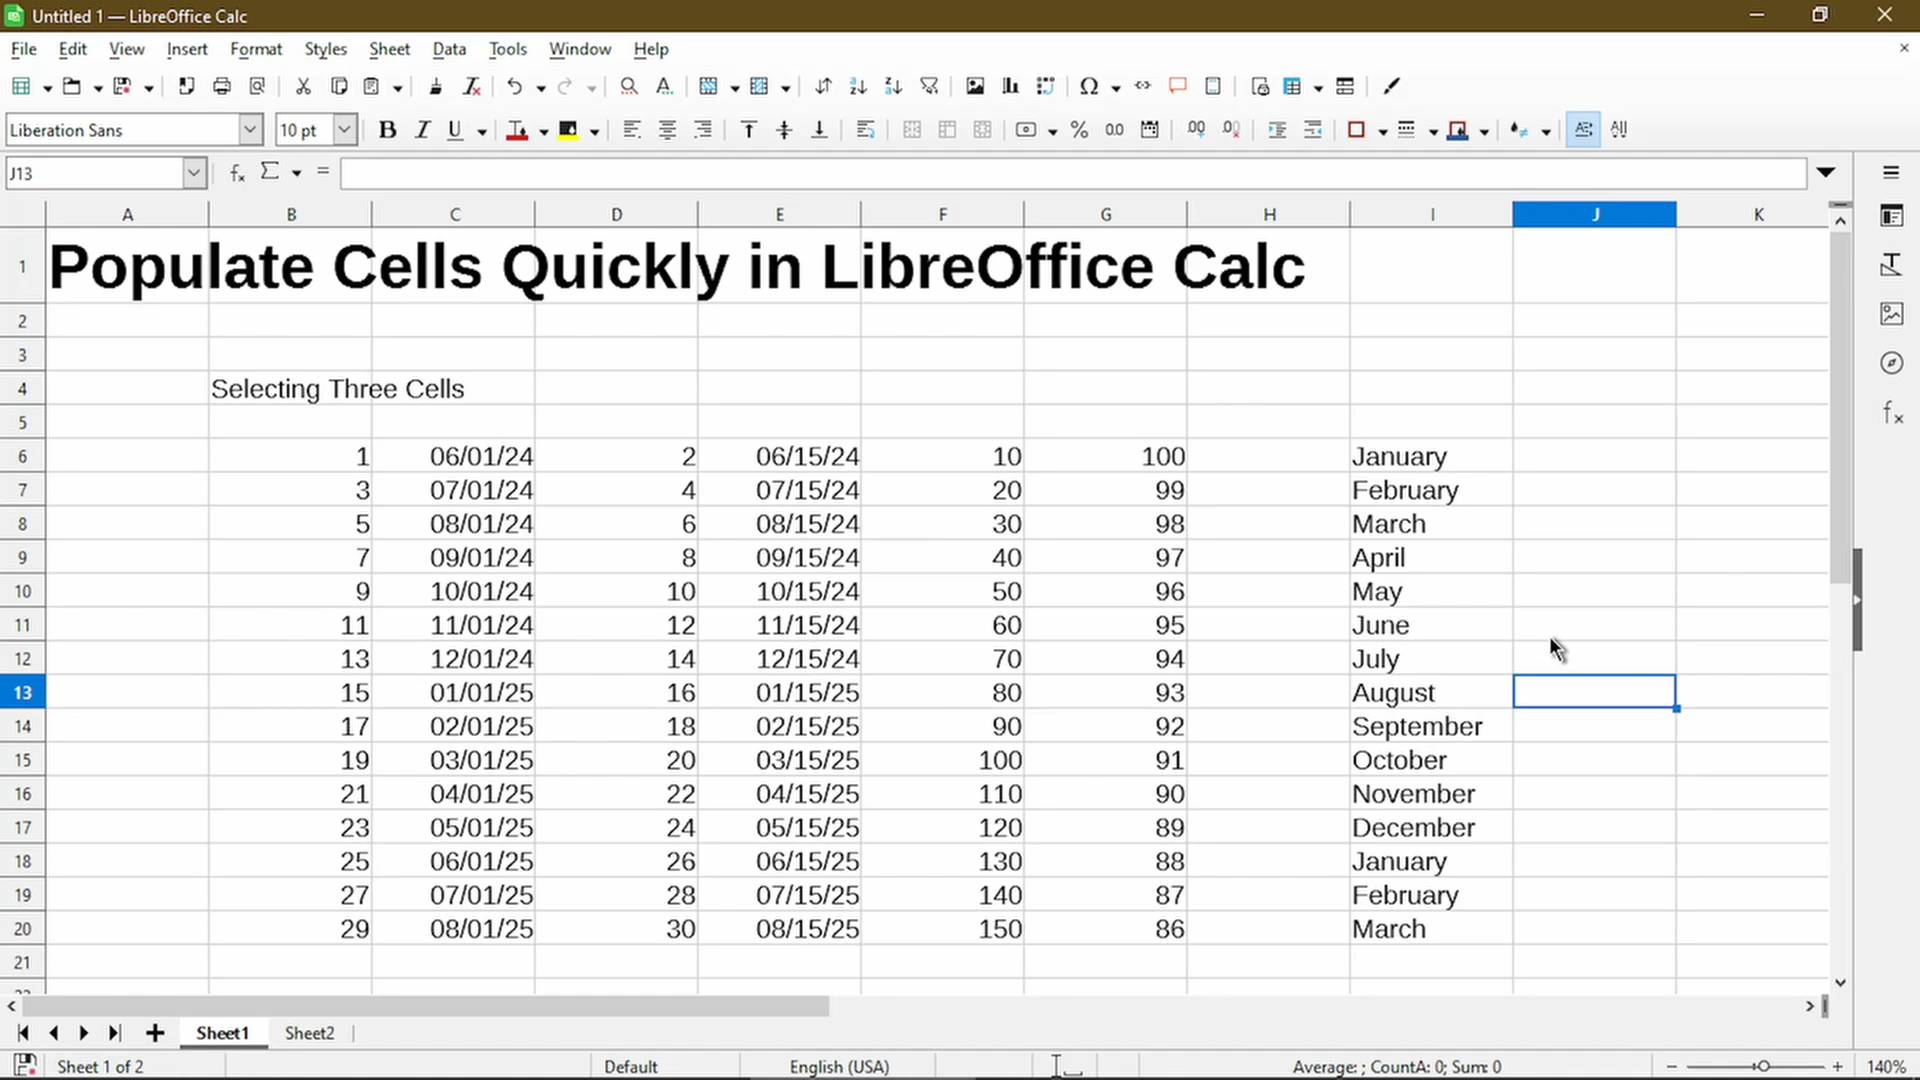 Untitled 1 — LibreOffice Calc
File Edit View Insert Format Styles Sheet Data Tools Window Help
Liberation Sans 10 pt
J13
A B C D E F G H I J K
1 Populate Cells Quickly in LibreOffice Calc
2
3
4 Selecting Three Cells
5
6 1 06/01/24 2 06/15/24 10 100 January
7 3 07/01/24 4 07/15/24 20 99 February
8 5 08/01/24 6 08/15/24 30 98 March
9 7 09/01/24 8 09/15/24 40 97 April
10 9 10/01/24 10 10/15/24 50 96 May
11 11 11/01/24 12 11/15/24 60 95 June
12 13 12/01/24 14 12/15/24 70 94 July
13 15 01/01/25 16 01/15/25 80 93 August
14 17 02/01/25 18 02/15/25 90 92 September
15 19 03/01/25 20 03/15/25 100 91 October
16 21 04/01/25 22 04/15/25 110 90 November
17 23 05/01/25 24 05/15/25 120 89 December
18 25 06/01/25 26 06/15/25 130 88 January
19 27 07/01/25 28 07/15/25 140 87 February
20 29 08/01/25 30 08/15/25 150 86 March
21
Sheet1 Sheet2
Sheet 1 of 2 Default English (USA) Average: ; CountA: 0; Sum: 0 140%